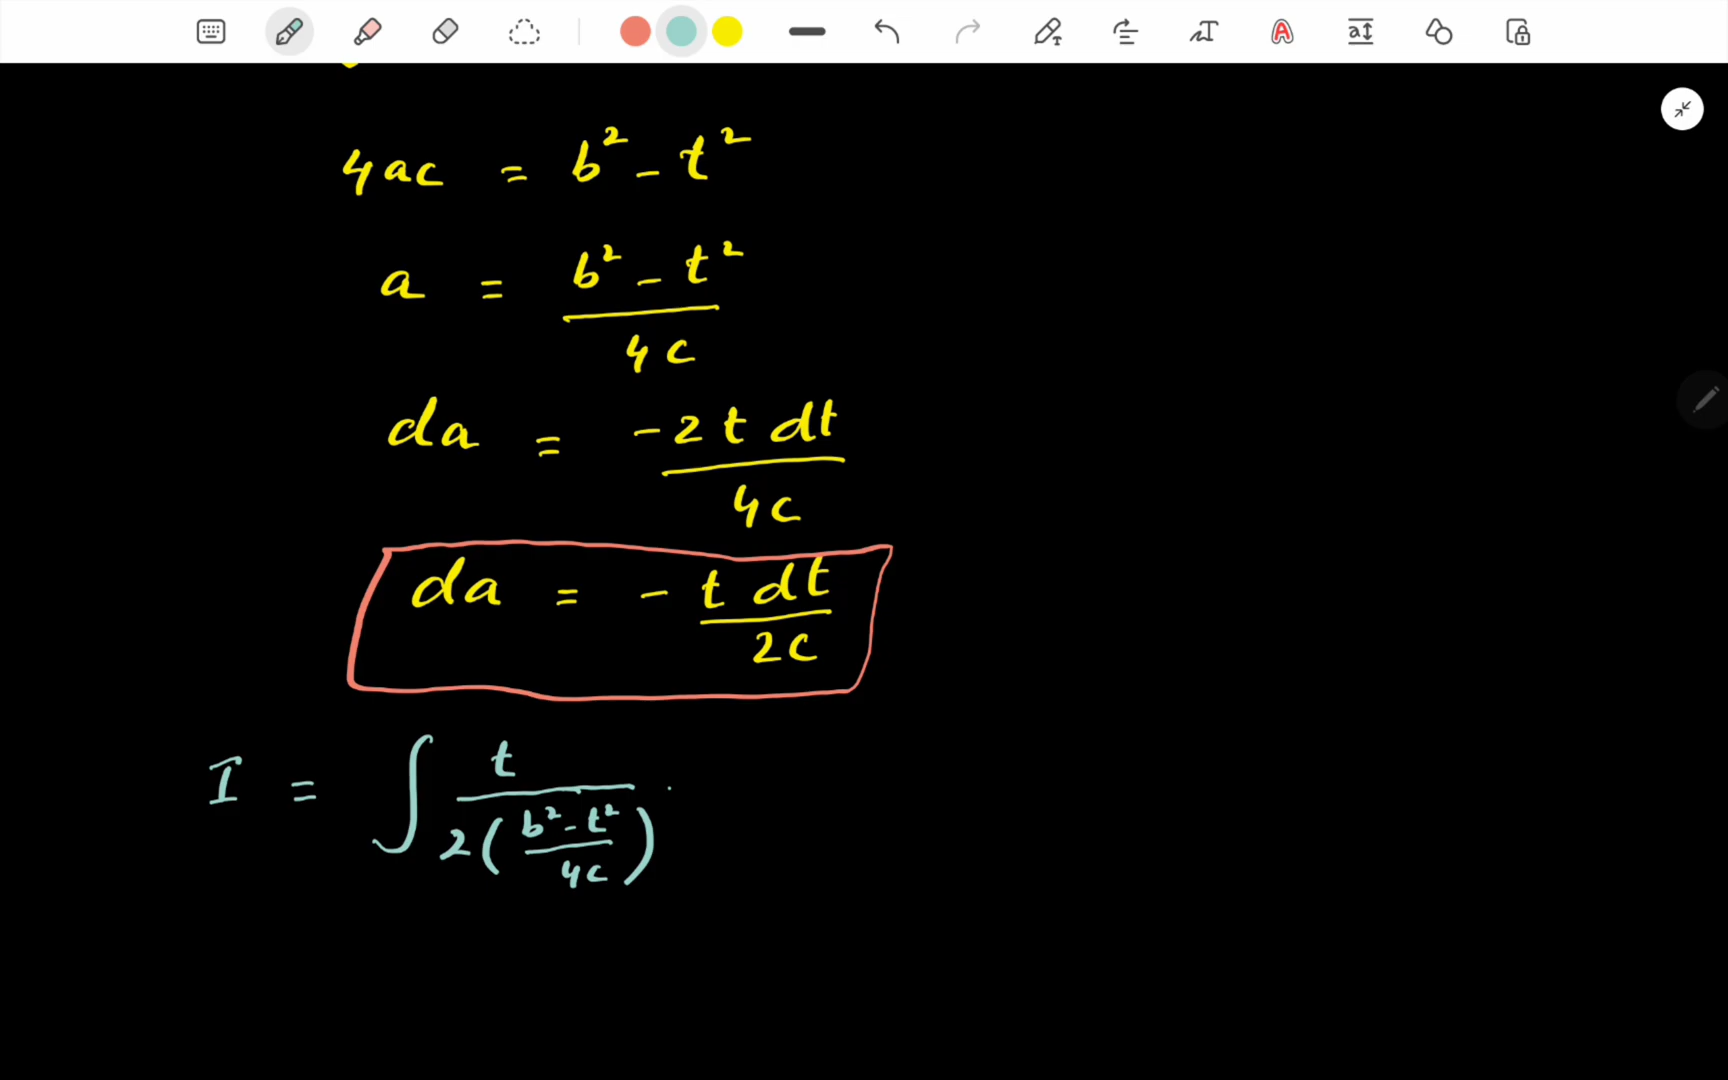 4ac = b² - t²
a = b² - t² / 4c
da = -2t dt / 4c
da = - t dt / 2c
I = ∫ t / 2(b² - t² / 4c) .